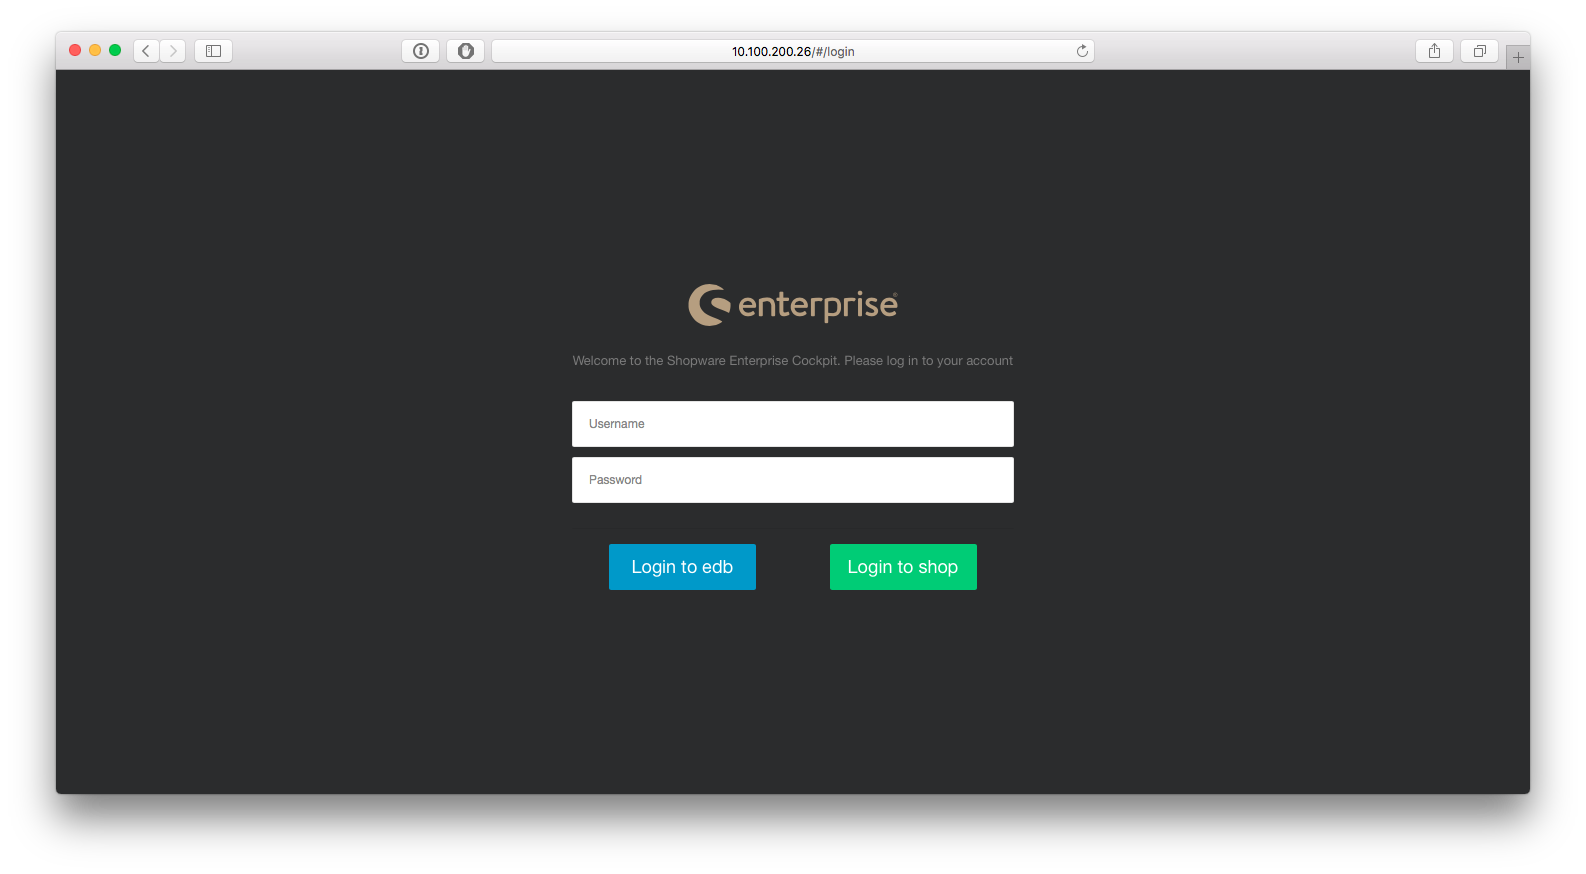 10.100.200.26/#/login
enterprise
Welcome to the Shopware Enterprise Cockpit. Please log in to your account
Username
Password
Login to edb
Login to shop